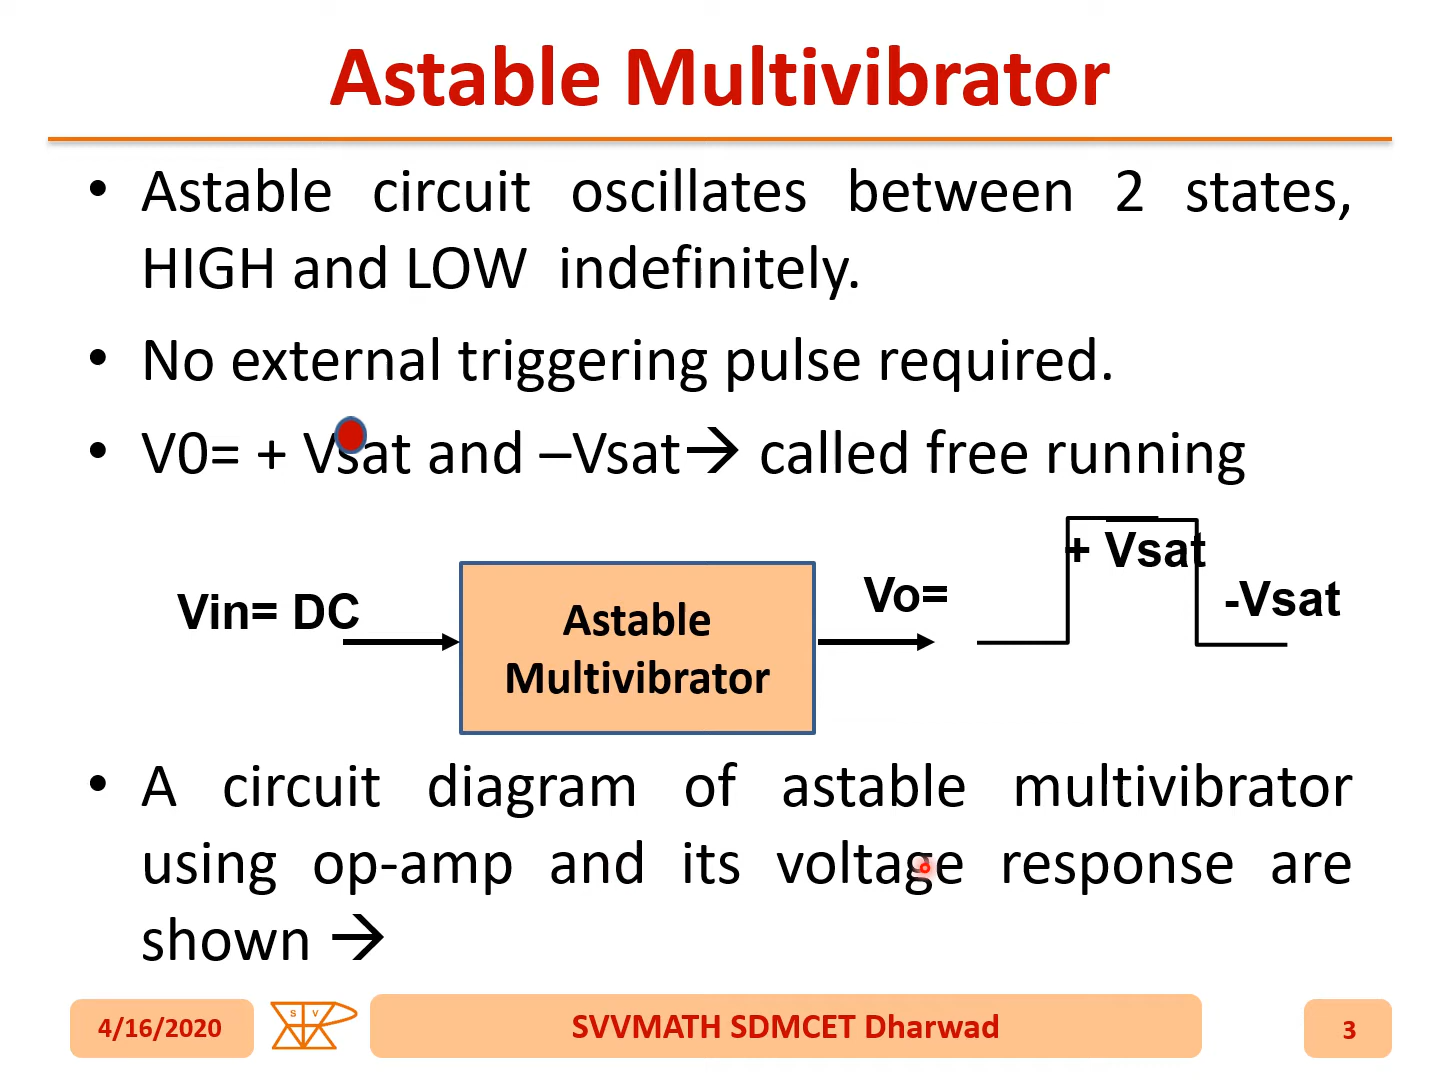 Astable Multivibrator
• Astable circuit oscillates between 2 states,
HIGH and LOW indefinitely.
• No external triggering pulse required.
• V0= + Vsat and –Vsat→ called free running
+ Vsat
Vin= DC
Astable
Multivibrator
Vo=
-Vsat
• A circuit diagram of astable multivibrator
using op-amp and its voltage response are
shown →
4/16/2020
S V
SVVMATH SDMCET Dharwad
3